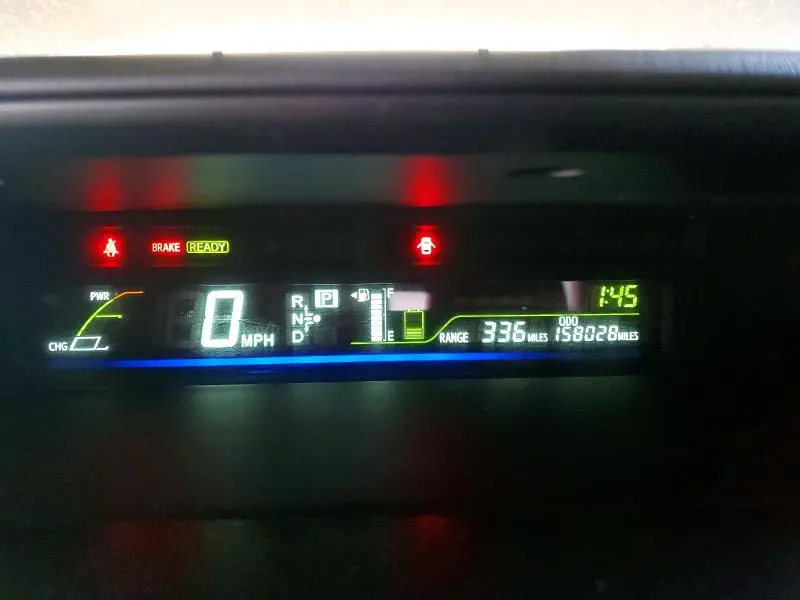 BRAKE READY
PWR
0 MPH
R
N
D
P
F
E
CHG
1:45
ODO
RANGE 336 MILES 158028 MILES